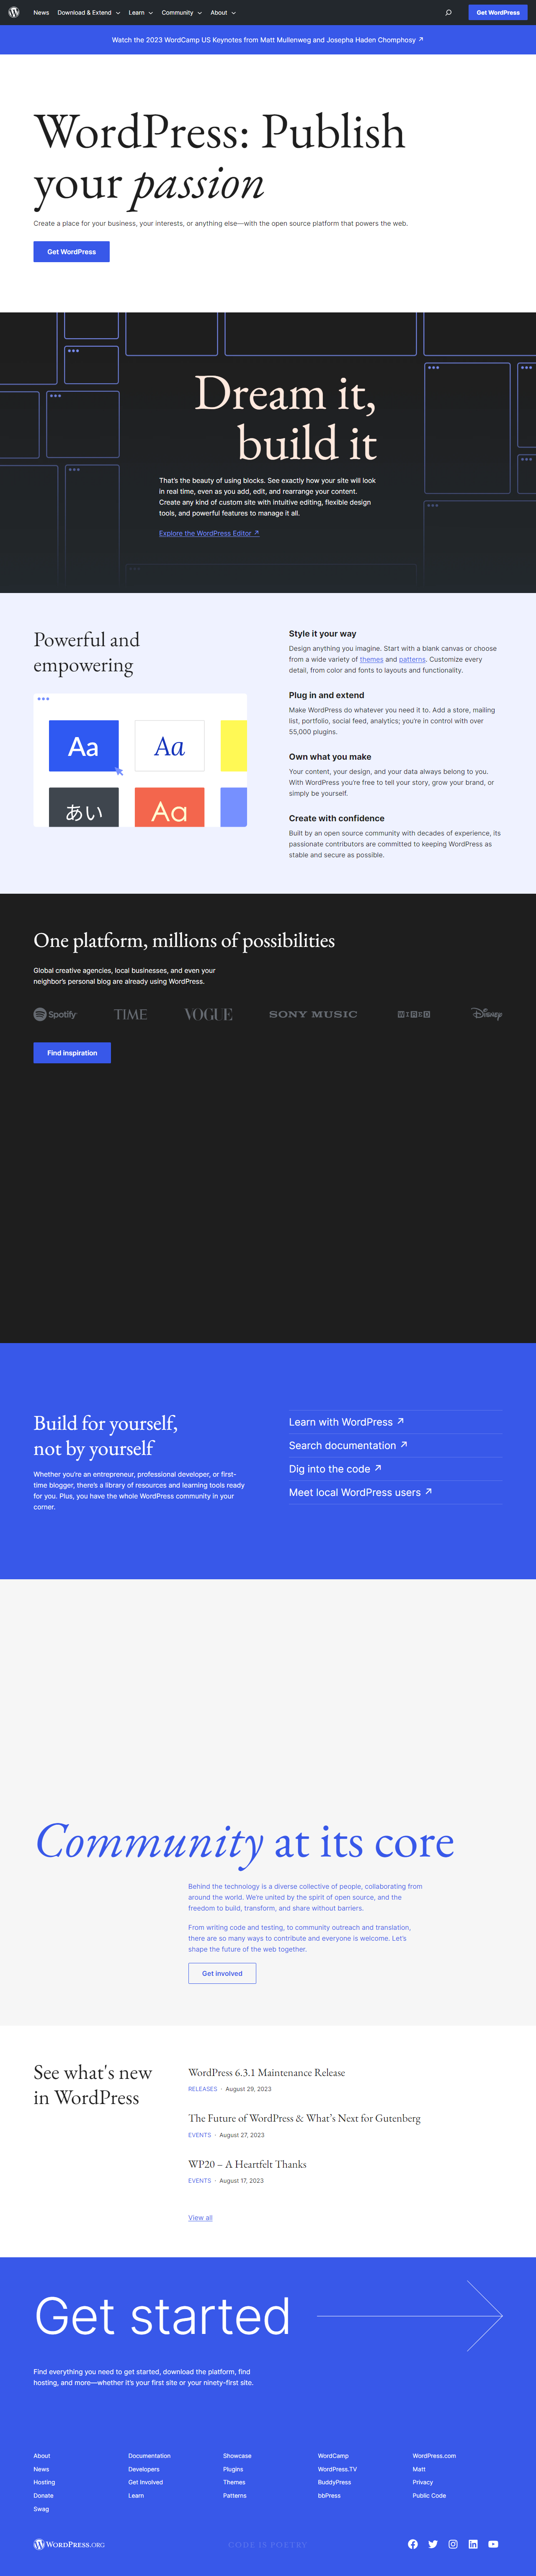 News Download & Extend Learn Community About Get WordPress
Watch the 2023 WordCamp US Keynotes from Matt Mullenweg and Josepha Haden Chomphosy ↗
WordPress: Publish
your passion
Create a place for your business, your interests, or anything else—with the open source platform that powers the web.
Get WordPress
Dream it,
build it
That's the beauty of using blocks. See exactly how your site will look
in real time, even as you add, edit, and rearrange your content.
Create any kind of custom site with intuitive editing, flexible design
tools, and powerful features to manage it all.
Explore the WordPress Editor ↗
Powerful and
empowering
Aa Aa
あい Aa
Style it your way
Design anything you imagine. Start with a blank canvas or choose
from a wide variety of themes and patterns. Customize every
detail, from color and fonts to layouts and functionality.
Plug in and extend
Make WordPress do whatever you need it to. Add a store, mailing
list, portfolio, social feed, analytics; you're in control with over
55,000 plugins.
Own what you make
Your content, your design, and your data always belong to you.
With WordPress you're free to tell your story, grow your brand, or
simply be yourself.
Create with confidence
Built by an open source community with decades of experience, its
passionate contributors are committed to keeping WordPress as
stable and secure as possible.
One platform, millions of possibilities
Global creative agencies, local businesses, and even your
neighbor's personal blog are already using WordPress.
Spotify TIME VOGUE SONY MUSIC WIRED Disney
Find inspiration
Build for yourself,
not by yourself
Whether you're an entrepreneur, professional developer, or first-
time blogger, there's a library of resources and learning tools ready
for you. Plus, you have the whole WordPress community in your
corner.
Learn with WordPress ↗
Search documentation ↗
Dig into the code ↗
Meet local WordPress users ↗
Community at its core
Behind the technology is a diverse collective of people, collaborating from
around the world. We're united by the spirit of open source, and the
freedom to build, transform, and share without barriers.
From writing code and testing, to community outreach and translation,
there are so many ways to contribute and everyone is welcome. Let's
shape the future of the web together.
Get involved
See what's new
in WordPress
WordPress 6.3.1 Maintenance Release
RELEASES · August 29, 2023
The Future of WordPress & What's Next for Gutenberg
EVENTS · August 27, 2023
WP20 – A Heartfelt Thanks
EVENTS · August 17, 2023
View all
Get started
Find everything you need to get started, download the platform, find
hosting, and more—whether it's your first site or your ninety-first site.
About Documentation Showcase WordCamp WordPress.com
News Developers Plugins WordPress.TV Matt
Hosting Get Involved Themes BuddyPress Privacy
Donate Learn Patterns bbPress Public Code
Swag
WordPress.org CODE IS POETRY